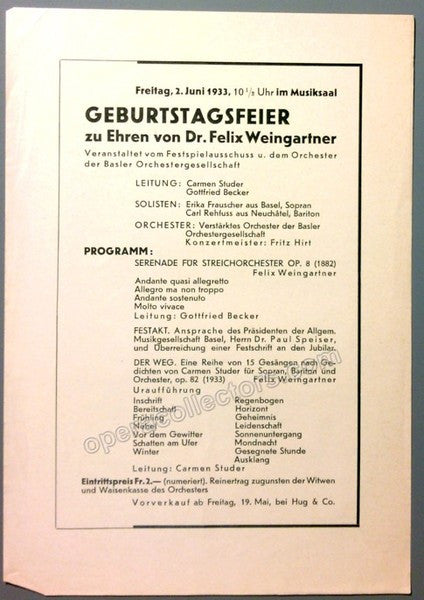 Freitag, 2. Juni 1933, 10 1/2 Uhr im Musiksaal
GEBURTSTAGSFEIER
zu Ehren von Dr. Felix Weingartner
Veranstaltet vom Festspielausschuss u. dem Orchester
der Basler Orchestergesellschaft
LEITUNG: Carmen Studer
Gottfried Becker
SOLISTEN: Erika Frauscher aus Basel, Sopran
Carl Rehfuss aus Neuchâtel, Bariton
ORCHESTER: Verstärktes Orchester der Basler
Orchestergesellschaft
Konzertmeister: Fritz Hirt
PROGRAMM:
SERENADE FÜR STREICHORCHESTER OP. 8 (1882)
Felix Weingartner
Andante quasi allegretto
Allegro ma non troppo
Andante sostenuto
Molto vivace
Leitung: Gottfried Becker
FESTAKT. Ansprache des Präsidenten der Allgem.
Musikgesellschaft Basel, Herrn Dr. Paul Speiser,
und Überreichung einer Festschrift an den Jubilar.
DER WEG. Eine Reihe von 15 Gesängen nach Ge-
dichten von Carmen Studer für Sopran, Bariton und
Orchester, op. 82 (1933) Felix Weingartner
Uraufführung
Inschrift Regenbogen
Bereitschaft Horizont
Frühling Geheimnis
Nebel Leidenschaft
Vor dem Gewitter Sonnenuntergang
Schatten am Ufer Mondnacht
Winter Gesegnete Stunde
Ausklang
Leitung: Carmen Studer
Eintrittspreis Fr. 2.— (numeriert). Reinertrag zugunsten der Witwen
und Waisenkasse des Orchesters
Vorverkauf ab Freitag, 19. Mai, bei Hug & Co.
operacollectors.com